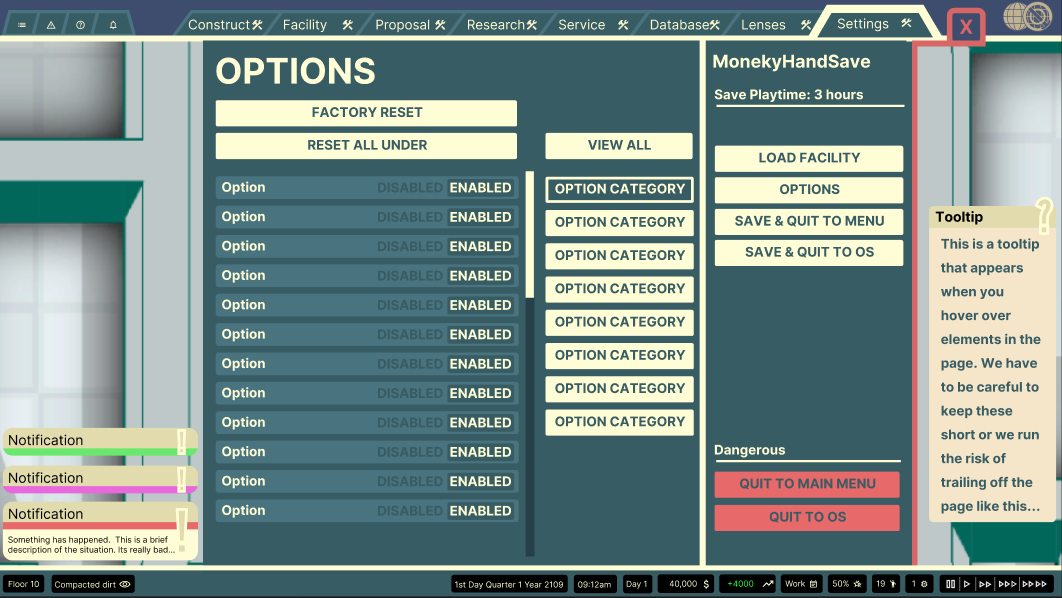 Construct
Facility
Proposal
Research
Service
Database
Lenses
Settings
X
OPTIONS
FACTORY RESET
RESET ALL UNDER
VIEW ALL
Option DISABLED ENABLED
Option DISABLED ENABLED
Option DISABLED ENABLED
Option DISABLED ENABLED
Option DISABLED ENABLED
Option DISABLED ENABLED
Option DISABLED ENABLED
Option DISABLED ENABLED
Option DISABLED ENABLED
Option DISABLED ENABLED
Option DISABLED ENABLED
Option DISABLED ENABLED
OPTION CATEGORY
OPTION CATEGORY
OPTION CATEGORY
OPTION CATEGORY
OPTION CATEGORY
OPTION CATEGORY
OPTION CATEGORY
OPTION CATEGORY
MonekyHandSave
Save Playtime: 3 hours
LOAD FACILITY
OPTIONS
SAVE & QUIT TO MENU
SAVE & QUIT TO OS
Dangerous
QUIT TO MAIN MENU
QUIT TO OS
Tooltip ?
This is a tooltip
that appears
when you
hover over
elements in the
page. We have
to be careful to
keep these
short or we run
the risk of
trailing off the
page like this...
Notification !
Notification !
Notification !
Something has happened. This is a brief
description of the situation. Its really bad...
Floor 10
Compacted dirt
1st Day Quarter 1 Year 2109
09:12am
Day 1
40,000 $
+4000
Work
50%
19
1